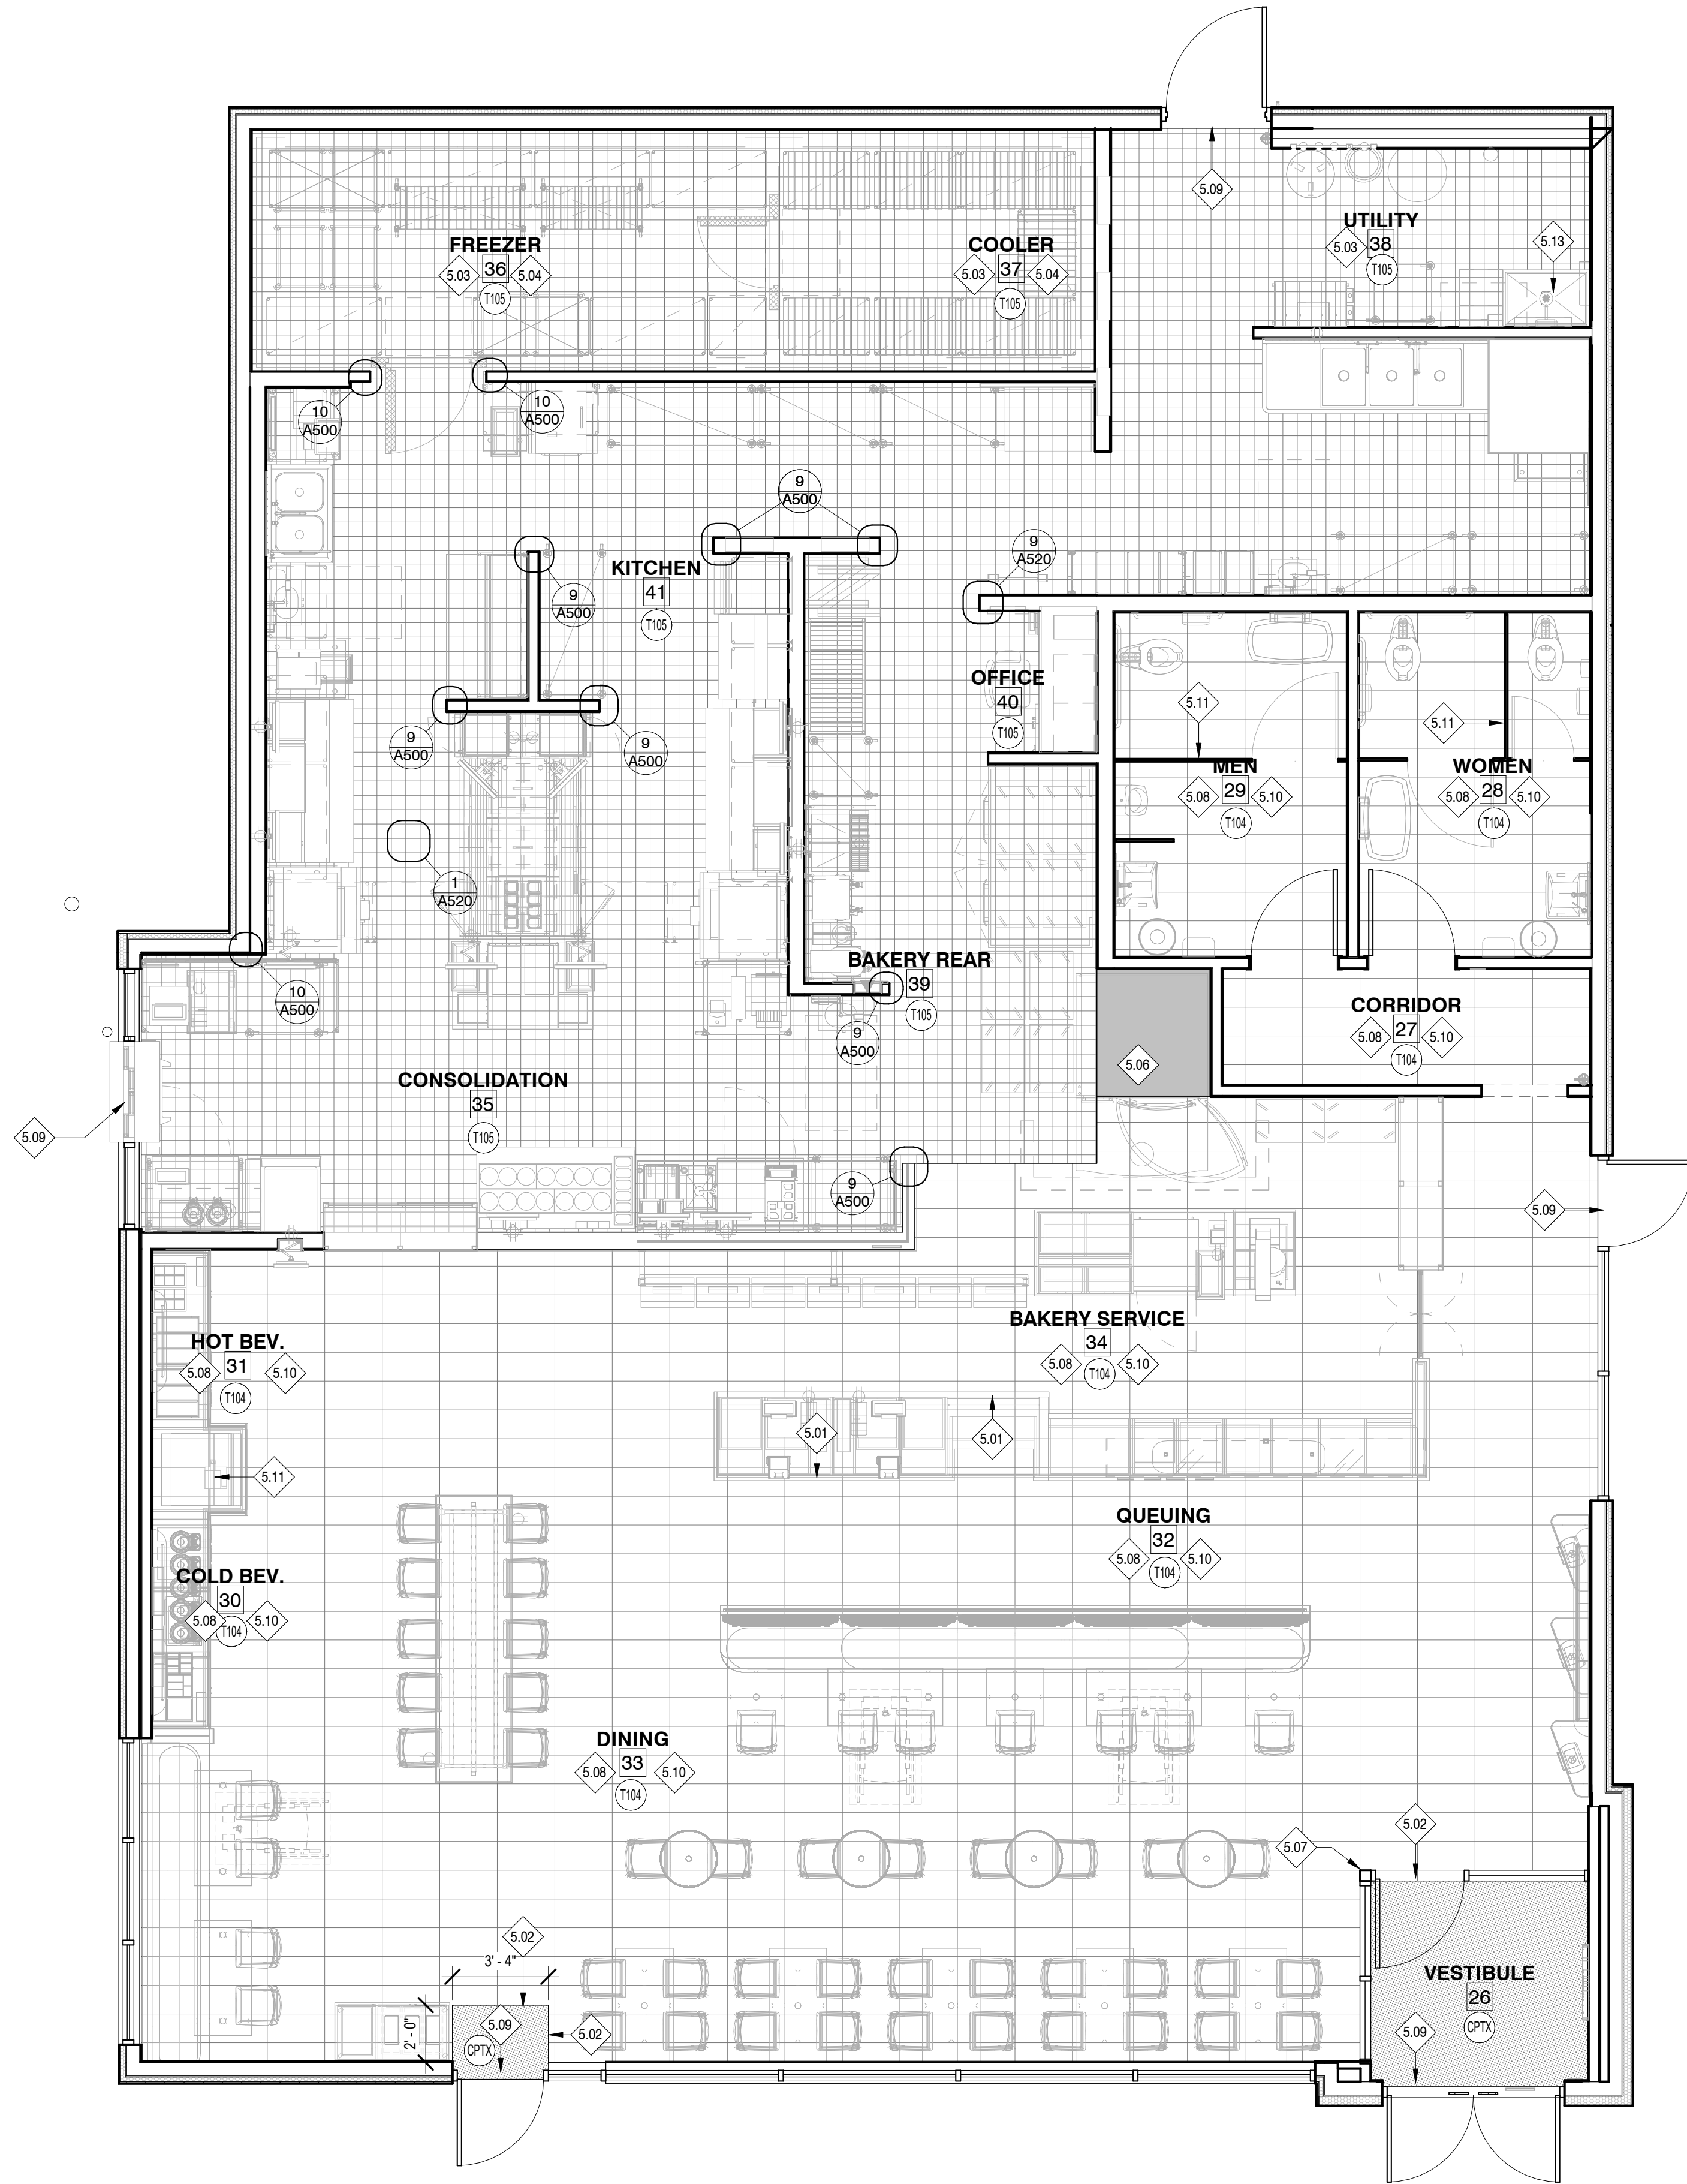 5.09
UTILITY
5.03
38
T105
5.13
FREEZER
5.03
36
5.04
T105
COOLER
5.03
37
5.04
T105
10
A500
10
A500
9
A500
9
A520
KITCHEN
41
T105
9
A500
OFFICE
40
T105
5.11
5.11
9
A500
9
A500
MEN
5.08
29
5.10
T104
WOMEN
5.08
28
5.10
T104
1
A520
BAKERY REAR
39
T105
10
A500
9
A500
CORRIDOR
5.08
27
5.10
T104
5.06
CONSOLIDATION
35
T105
5.09
9
A500
5.09
BAKERY SERVICE
5.08
34
5.10
T104
HOT BEV.
5.08
31
5.10
T104
5.01
5.01
5.11
QUEUING
5.08
32
5.10
T104
COLD BEV.
5.08
30
5.10
T104
DINING
5.08
33
5.10
T104
5.07
5.02
5.02
3' - 4"
2' - 0"
5.09
CPTX
5.02
VESTIBULE
26
CPTX
5.09